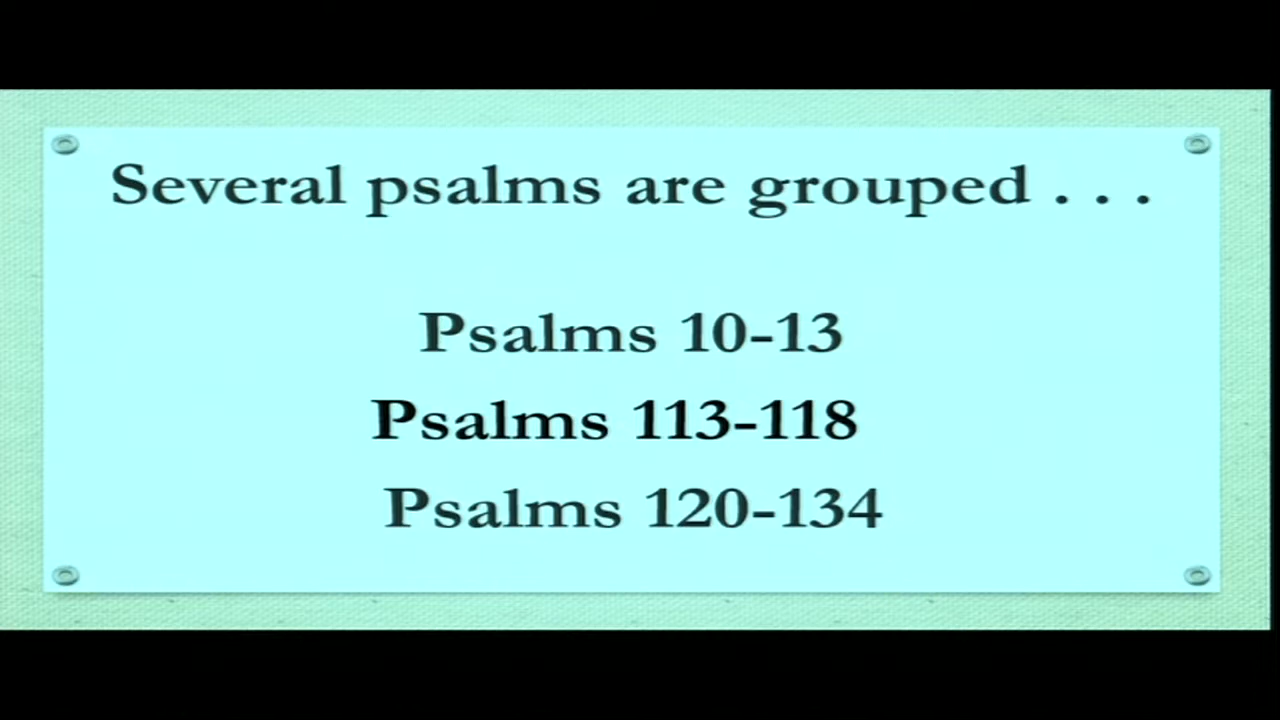 Several psalms are grouped . . .
Psalms 10-13
Psalms 113-118
Psalms 120-134